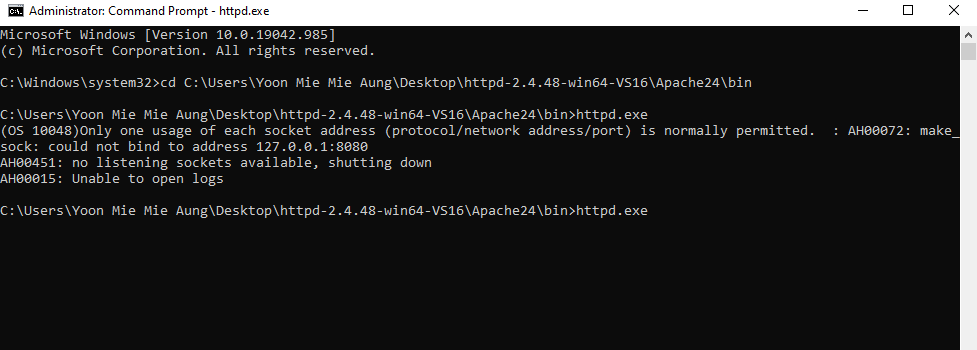 Administrator: Command Prompt - httpd.exe
Microsoft Windows [Version 10.0.19042.985]
(c) Microsoft Corporation. All rights reserved.
C:\Windows\system32>cd C:\Users\Yoon Mie Mie Aung\Desktop\httpd-2.4.48-win64-VS16\Apache24\bin
C:\Users\Yoon Mie Mie Aung\Desktop\httpd-2.4.48-win64-VS16\Apache24\bin>httpd.exe
(OS 10048)Only one usage of each socket address (protocol/network address/port) is normally permitted.  : AH00072: make_
sock: could not bind to address 127.0.0.1:8080
AH00451: no listening sockets available, shutting down
AH00015: Unable to open logs
C:\Users\Yoon Mie Mie Aung\Desktop\httpd-2.4.48-win64-VS16\Apache24\bin>httpd.exe